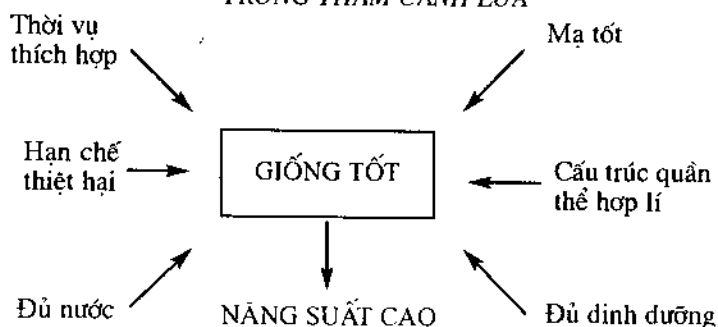 TRONG THÂM CANH LÚA
Thời vụ
thích hợp
Mạ tốt
Hạn chế
thiệt hại
GIỐNG TỐT
Cấu trúc quần
thể hơp lí
Đủ nước
NĂNG SUẤT CAO
Đủ dinh dưỡng